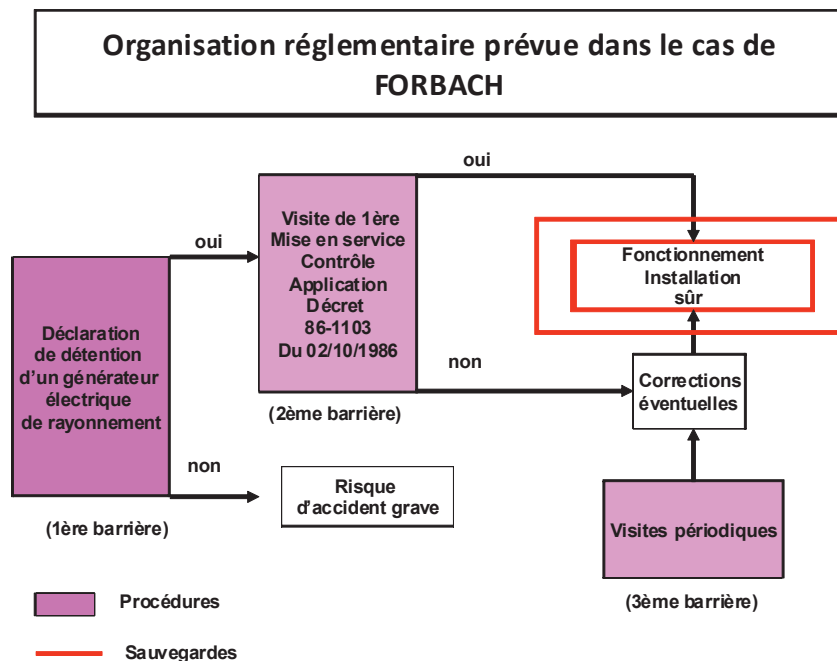 Organisation réglementaire prévue dans le cas de
FORBACH
oui
Visite de 1ère
Mise en service
Contrôle
Application
Décret
86-1103
Du 02/10/1986
(2ème barrière)
oui
Déclaration
de détention
d'un générateur
électrique
de rayonnement
(1ère barrière)
non
Risque
d'accident grave
non
Fonctionnement
Installation
sûr
Corrections
éventuelles
Visites périodiques
(3ème barrière)
Procédures
Sauvegardes